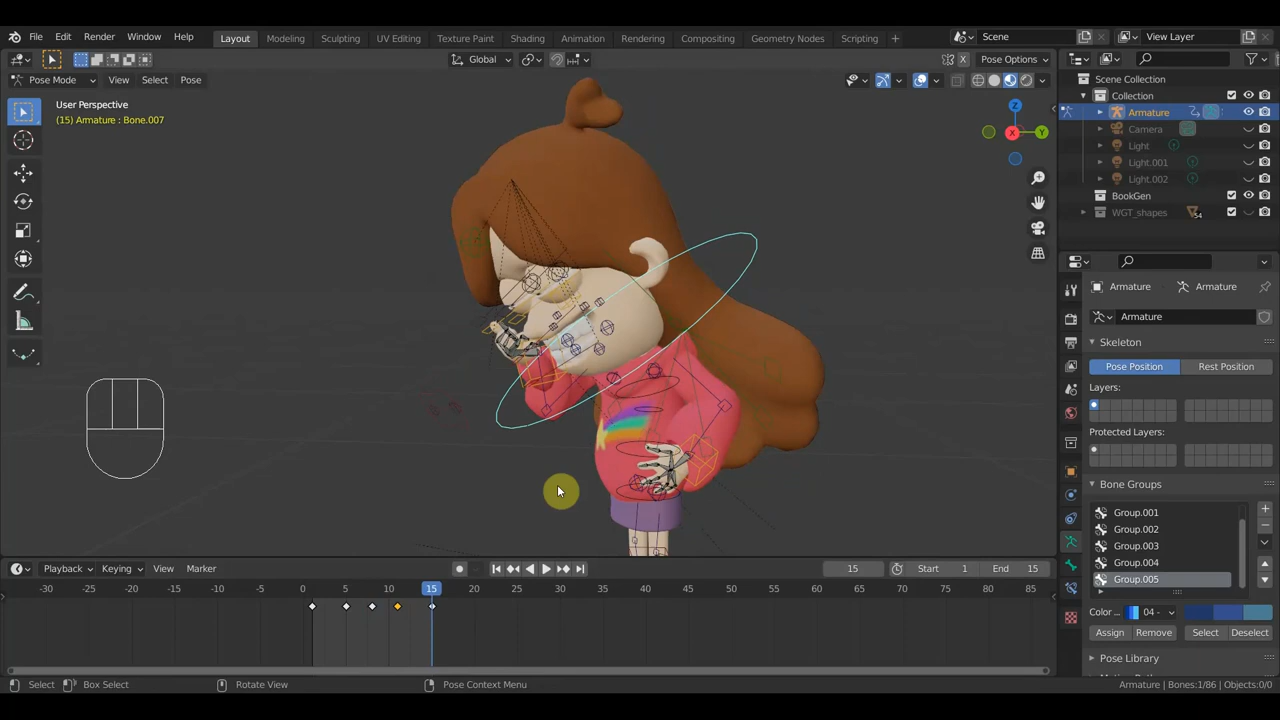 File Edit Render Window Help Layout Modeling Sculpting UV Editing Texture Paint Shading Animation Rendering Compositing Geometry Nodes Scripting + Scene View Layer
Global X Pose Options
Pose Mode View Select Pose
User Perspective
(15) Armature : Bone.007
Z
Y
X
Scene Collection
Collection
Armature
Camera
Light
Light.001
Light.002
BookGen
WGT_shapes 54
Armature Armature
Armature
Skeleton
Pose Position Rest Position
Layers:
Protected Layers:
Bone Groups
Group.001
Group.002
Group.003
Group.004
Group.005
Color... 04 -
Assign Remove Select Deselect
Pose Library
Playback Keying View Marker 15 Start 1 End 15
-30 -25 -20 -15 -10 -5 0 5 10 15 20 25 30 35 40 45 50 55 60 65 70 75 80 85
Select Box Select Rotate View Pose Context Menu Armature | Bones:1/86 | Objects:0/0